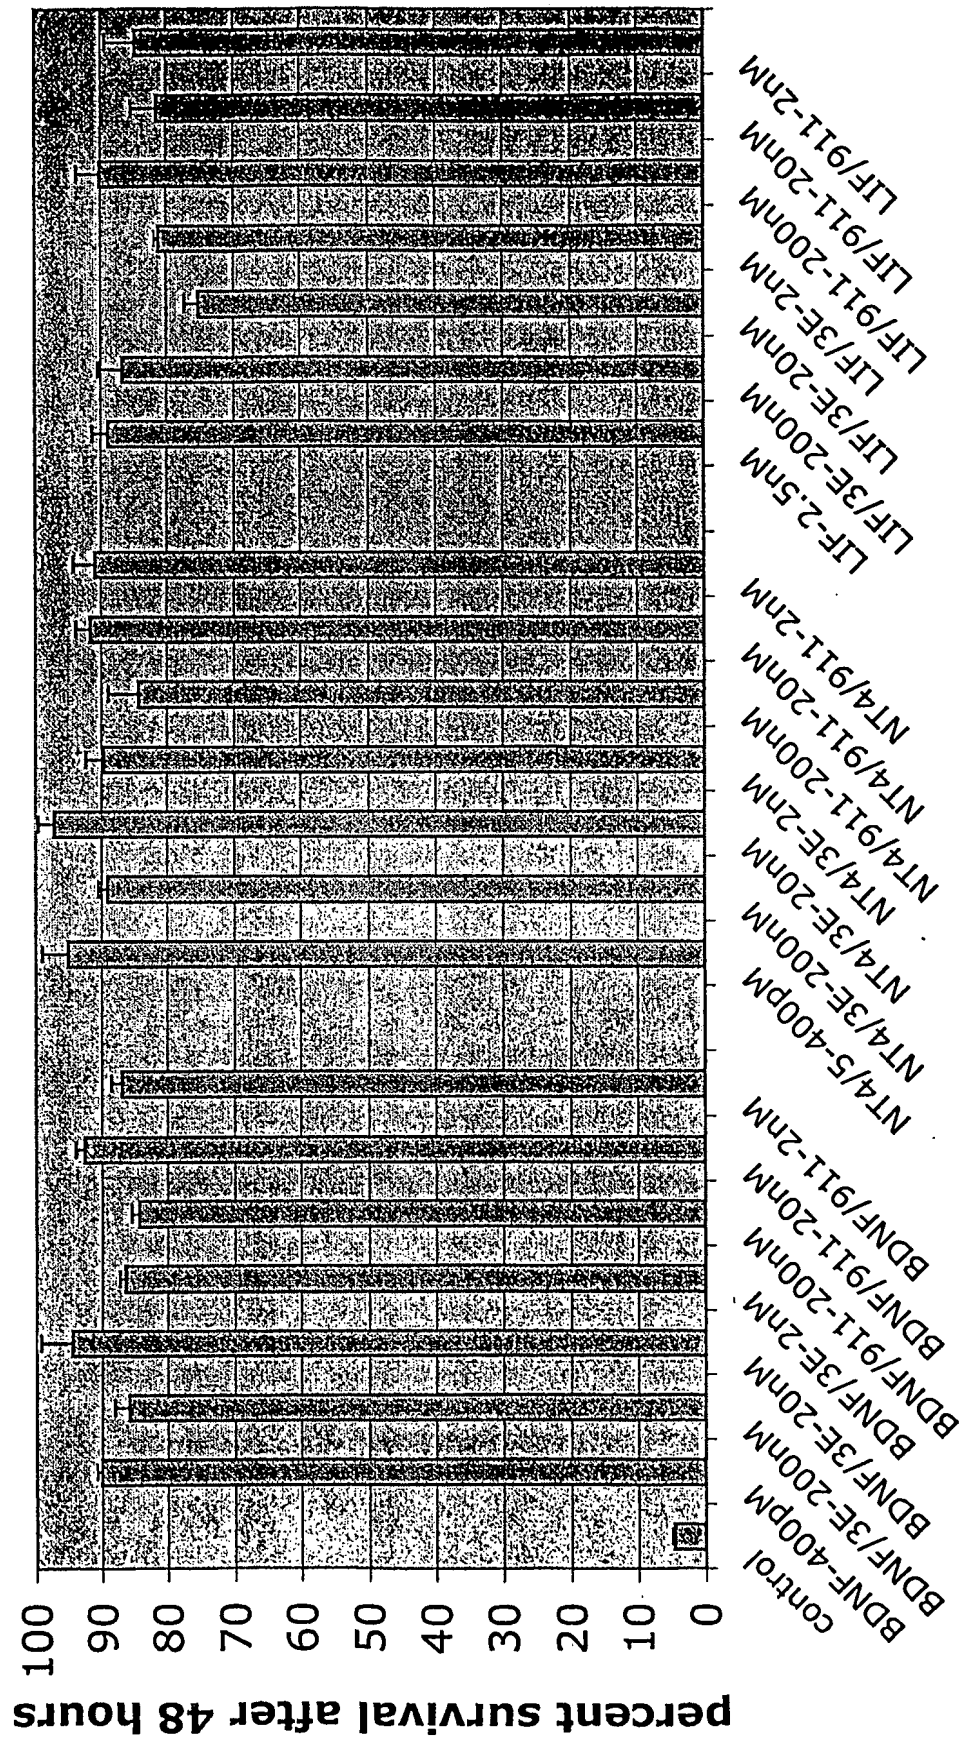 percent survival after 48 hours
100
90
80
70
60
50
40
30
20
10
0
control
BDNF-400pM
BDNF/3E-200nM
BDNF/3E-20nM
BDNF/3E-2nM
BDNF/911-200nM
BDNF/911-20nM
BDNF/911-2nM
NT4/5-400pM
NT4/3E-200nM
NT4/3E-20nM
NT4/3E-2nM
NT4/911-200nM
NT4/911-20nM
NT4/911-2nM
LIF-2.5nM
LIF/3E-200nM
LIF/3E-20nM
LIF/3E-2nM
LIF/911-200nM
LIF/911-20nM
LIF/911-2nM